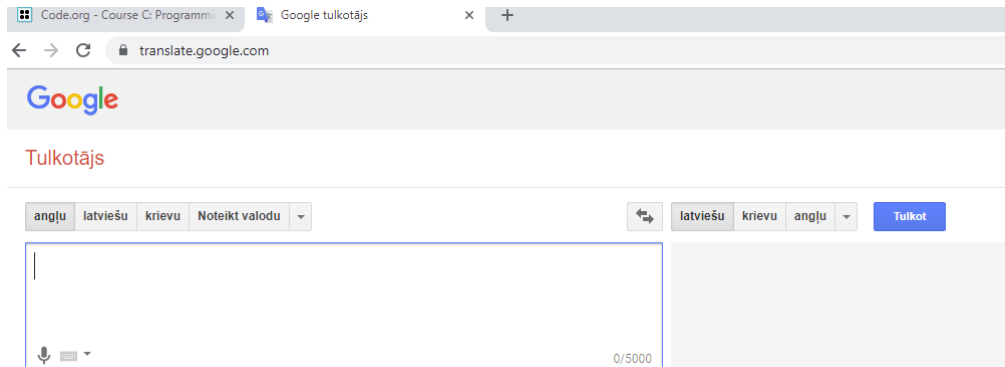 Code.org - Course C: Programmi Google tulkotājs
translate.google.com
Google
Tulkotājs
angļu latviešu krievu Noteikt valodu latviešu krievu angļu Tulkot
0/5000